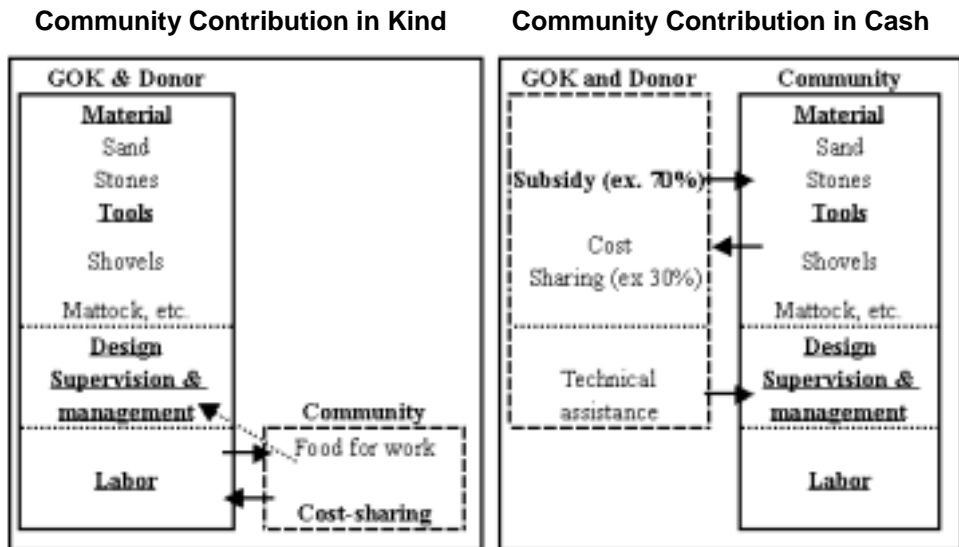 Community Contribution in Kind
GOK & Donor
Material
Sand
Stones
Tools
Shovels
Mattock, etc.
Design
Supervision &
management
Labor
Community
Food for work
Cost-sharing
Community Contribution in Cash
GOK and Donor
Subsidy (ex. 70%)
Cost
Sharing (ex 30%)
Technical
assistance
Community
Material
Sand
Stones
Tools
Shovels
Mattock, etc.
Design
Supervision &
management
Labor